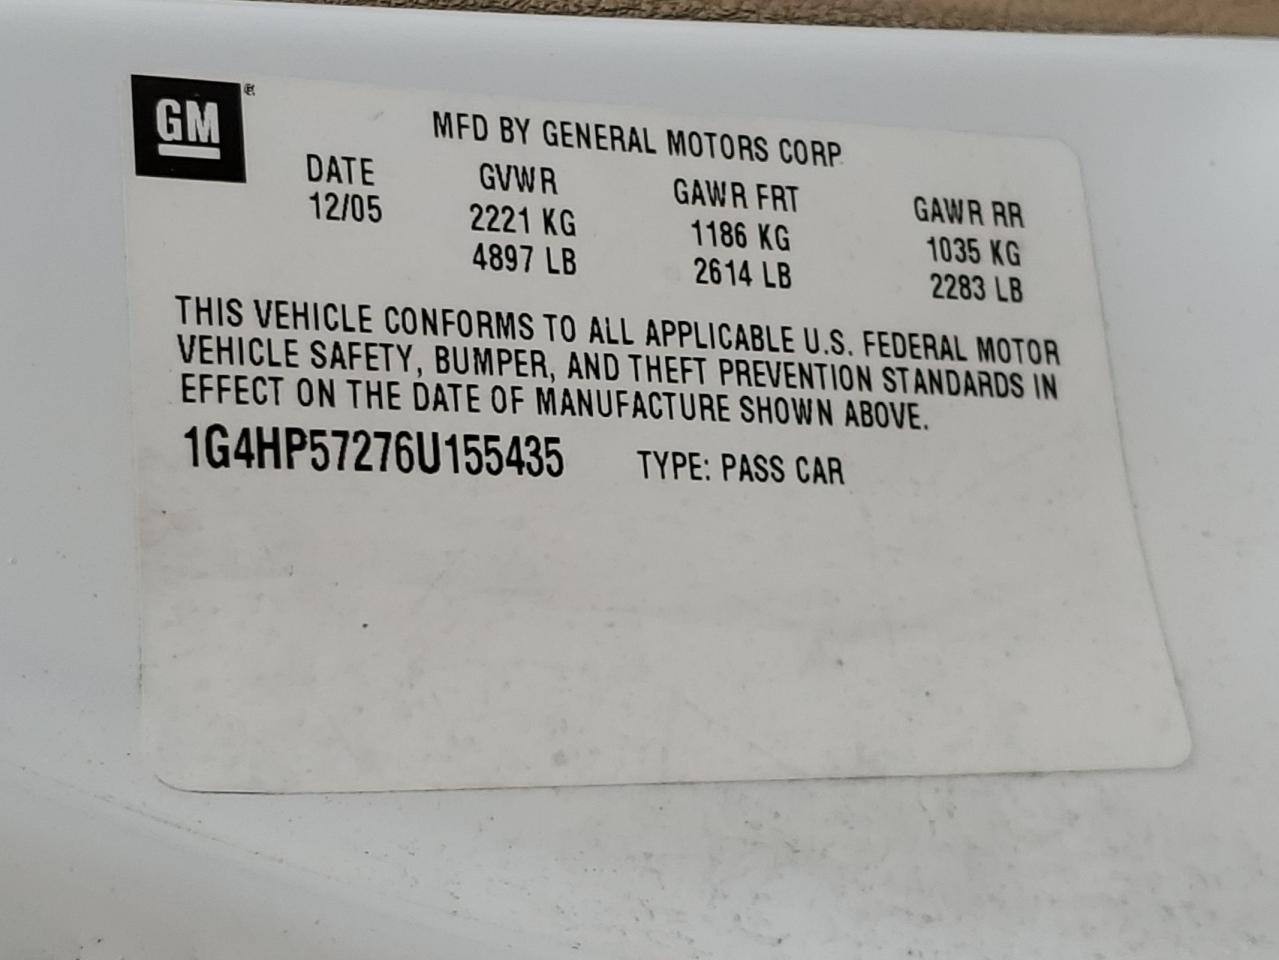 GM®
MFD BY GENERAL MOTORS CORP
DATE GVWR GAWR FRT GAWR RR
12/05 2221 KG 1186 KG 1035 KG
4897 LB 2614 LB 2283 LB
THIS VEHICLE CONFORMS TO ALL APPLICABLE U.S. FEDERAL MOTOR
VEHICLE SAFETY, BUMPER, AND THEFT PREVENTION STANDARDS IN
EFFECT ON THE DATE OF MANUFACTURE SHOWN ABOVE.
1G4HP57276U155435 TYPE: PASS CAR